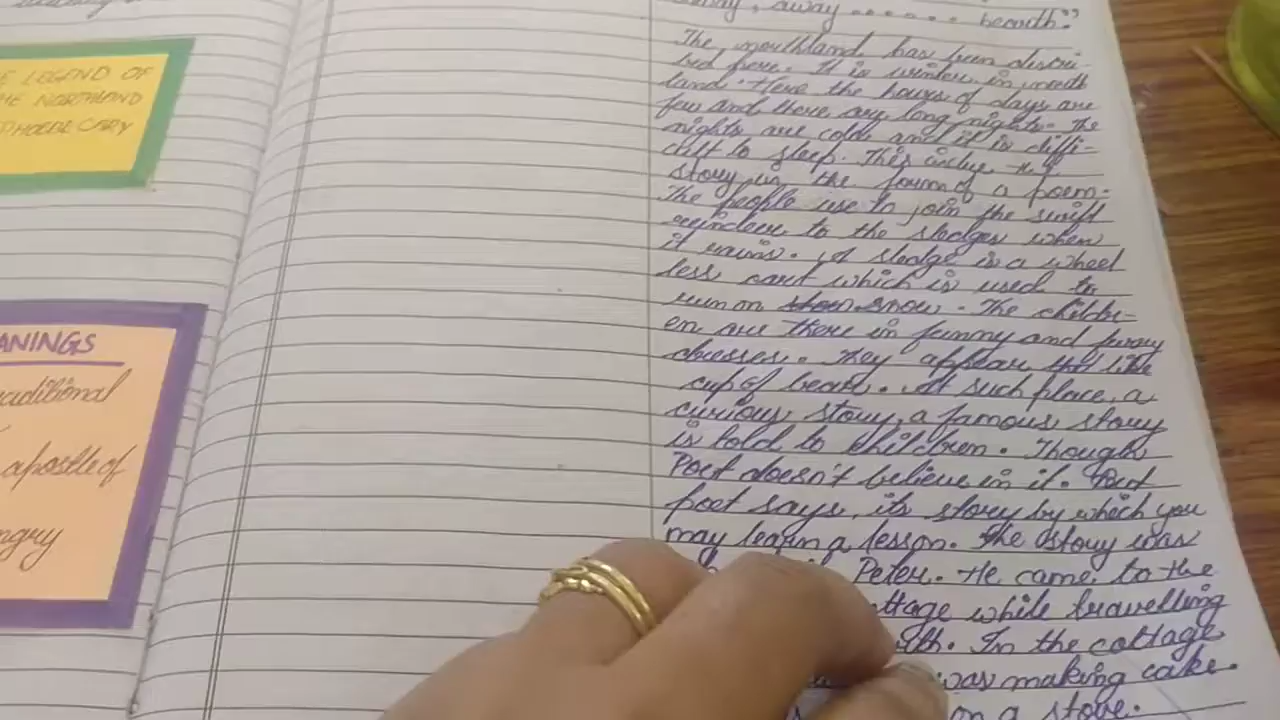 E LEGEND OF
HE NORTHLAND
PHOEBE CARY
ANINGS
raditional
apostle of
ngry
away, away ...... hearth."
The northland has been descri-
bed here. It is winter in north
land. Here the hours of days are
few and there are long nights. The
nights are cold and it is diffi-
cult to sleep. This
story in the form of a poem.
The people use to join the swift
reindeer to the sledges when
it snows. A sledge is a wheel
less cart which is used to
run on snow. The childr-
en are there in funny and furry
dresses. They appear like
cup of bear. At such place, a
curious story, a famous story
is told to children. Though
Poet doesn't believe in it. But
poet says, its story by which you
may learn a lesson. The story was
Peter. He came to the
ttage while travelling
th. In the cottage
was making cake.
on a stove.